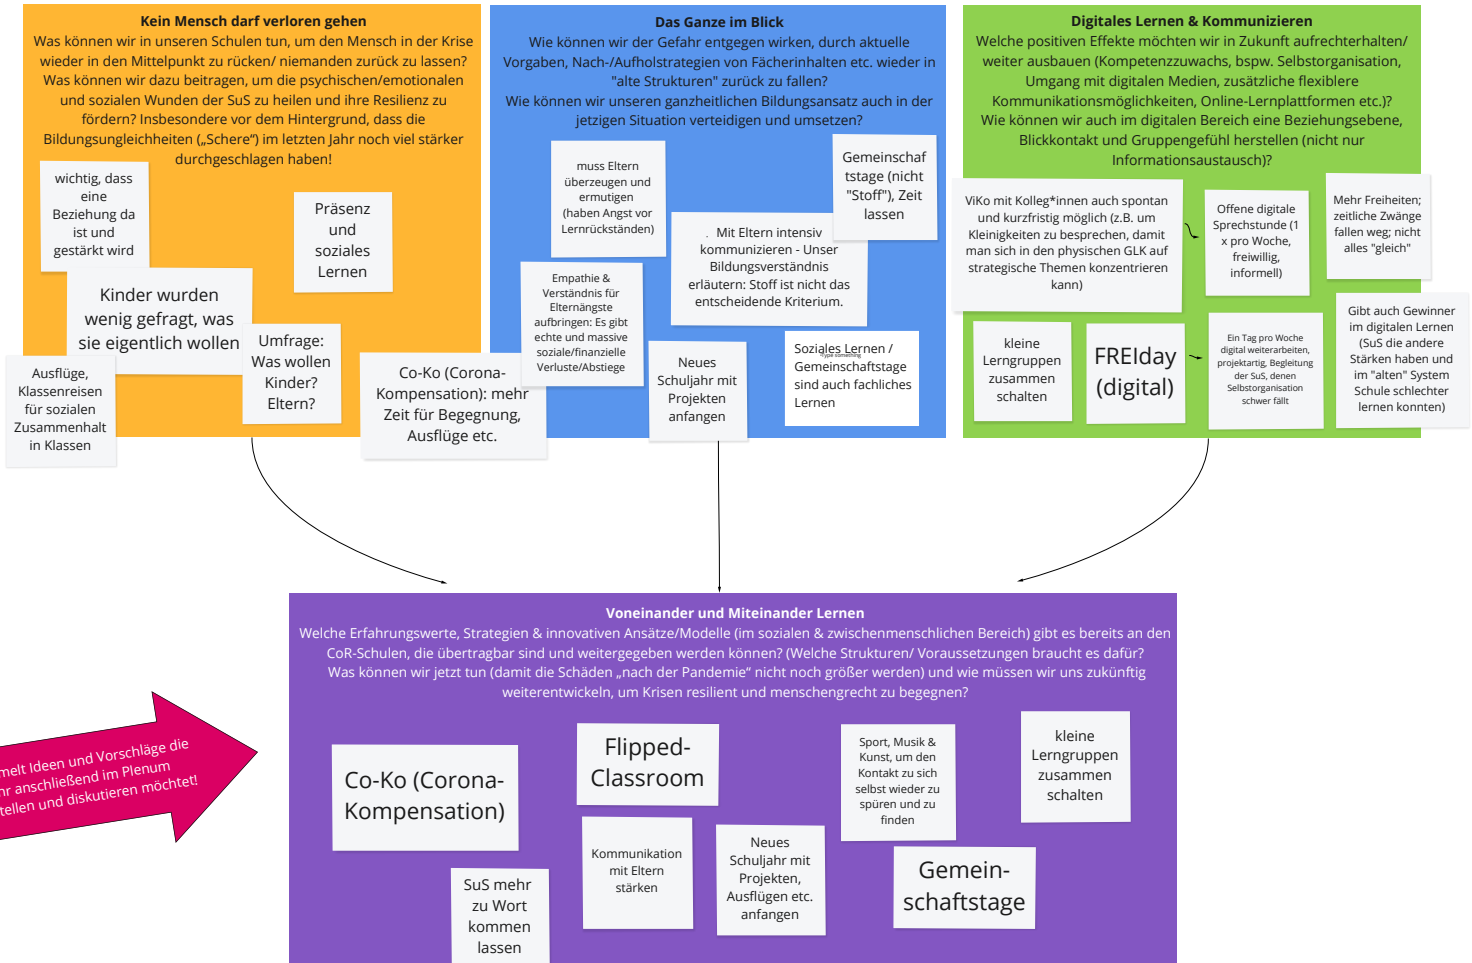 Kein Mensch darf verloren gehen
Was können wir in unseren Schulen tun, um den Mensch in der Krise
wieder in den Mittelpunkt zu rücken/ niemanden zurück zu lassen?
Was können wir dazu beitragen, um die psychischen/emotionalen
und sozialen Wunden der SuS zu heilen und ihre Resilienz zu
fördern? Insbesondere vor dem Hintergrund, dass die
Bildungsungleichheiten („Schere“) im letzten Jahr noch viel stärker
durchgeschlagen haben!
wichtig, dass
eine
Beziehung da
ist und
gestärkt wird
Präsenz
und
soziales
Lernen
Kinder wurden
wenig gefragt, was
sie eigentlich wollen
Umfrage:
Was wollen
Kinder?
Eltern?
Ausflüge,
Klassenreisen
für sozialen
Zusammenhalt
in Klassen
Co-Ko (Corona-
Kompensation): mehr
Zeit für Begegnung,
Ausflüge etc.
Das Ganze im Blick
Wie können wir der Gefahr entgegen wirken, durch aktuelle
Vorgaben, Nach-/Aufholstrategien von Fächerinhalten etc. wieder in
"alte Strukturen" zurück zu fallen?
Wie können wir unseren ganzheitlichen Bildungsansatz auch in der
jetzigen Situation verteidigen und umsetzen?
muss Eltern
überzeugen und
ermutigen
(haben Angst vor
Lernrückständen)
Gemeinschaf
tstage (nicht
"Stoff"), Zeit
lassen
. Mit Eltern intensiv
kommunizieren - Unser
Bildungsverständnis
erläutern: Stoff ist nicht das
entscheidende Kriterium.
Empathie &
Verständnis für
Elternängste
aufbringen: Es gibt
echte und massive
soziale/finanzielle
Verluste/Abstiege
Neues
Schuljahr mit
Projekten
anfangen
Soziales Lernen /
Type something
Gemeinschaftstage
sind auch fachliches
Lernen
Digitales Lernen & Kommunizieren
Welche positiven Effekte möchten wir in Zukunft aufrechterhalten/
weiter ausbauen (Kompetenzzuwachs, bspw. Selbstorganisation,
Umgang mit digitalen Medien, zusätzliche flexiblere
Kommunikationsmöglichkeiten, Online-Lernplattformen etc.)?
Wie können wir auch im digitalen Bereich eine Beziehungsebene,
Blickkontakt und Gruppengefühl herstellen (nicht nur
Informationsaustausch)?
ViKo mit Kolleg*innen auch spontan
und kurzfristig möglich (z.B. um
Kleinigkeiten zu besprechen, damit
man sich in den physischen GLK auf
strategische Themen konzentrieren
kann)
Offene digitale
Sprechstunde (1
x pro Woche,
freiwillig,
informell)
Mehr Freiheiten;
zeitliche Zwänge
fallen weg; nicht
alles "gleich"
kleine
Lerngruppen
zusammen
schalten
FREIday
(digital)
Ein Tag pro Woche
digital weiterarbeiten,
projektartig, Begleitung
der SuS, denen
Selbstorganisation
schwer fällt
Gibt auch Gewinner
im digitalen Lernen
(SuS die andere
Stärken haben und
im "alten" System
Schule schlechter
lernen konnten)
Voneinander und Miteinander Lernen
Welche Erfahrungswerte, Strategien & innovativen Ansätze/Modelle (im sozialen & zwischenmenschlichen Bereich) gibt es bereits an den
CoR-Schulen, die übertragbar sind und weitergegeben werden können? (Welche Strukturen/ Voraussetzungen braucht es dafür?
Was können wir jetzt tun (damit die Schäden „nach der Pandemie“ nicht noch größer werden) und wie müssen wir uns zukünftig
weiterentwickeln, um Krisen resilient und menschengrecht zu begegnen?
melt Ideen und Vorschläge die
hr anschließend im Plenum
tellen und diskutieren möchtet!
Co-Ko (Corona-
Kompensation)
Flipped-
Classroom
Sport, Musik &
Kunst, um den
Kontakt zu sich
selbst wieder zu
spüren und zu
finden
kleine
Lerngruppen
zusammen
schalten
SuS mehr
zu Wort
kommen
lassen
Kommunikation
mit Eltern
stärken
Neues
Schuljahr mit
Projekten,
Ausflügen etc.
anfangen
Gemein-
schaftstage